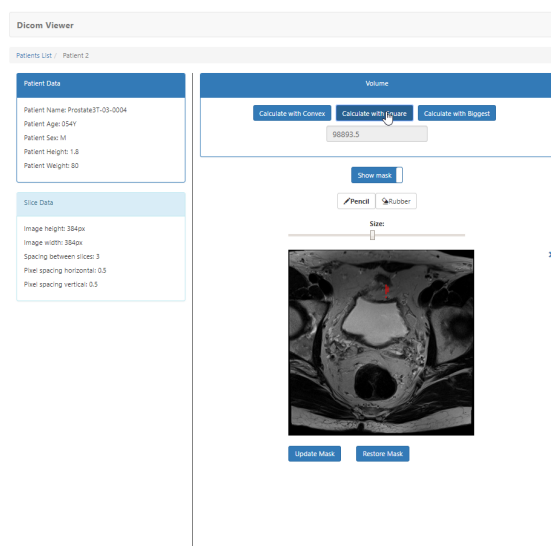 Dicom Viewer
Patients List / Patient 2
Patient Data
Patient Name: Prostate3T-03-0004
Patient Age: 054Y
Patient Sex: M
Patient Height: 1.8
Patient Weight: 80
Slice Data
Image height: 384px
Image width: 384px
Spacing between slices: 3
Pixel spacing horizontal: 0.5
Pixel spacing vertical: 0.5
Volume
Calculate with Convex
Calculate with Square
Calculate with Biggest
98893.5
Show mask
Pencil
Rubber
Size:
Update Mask
Restore Mask